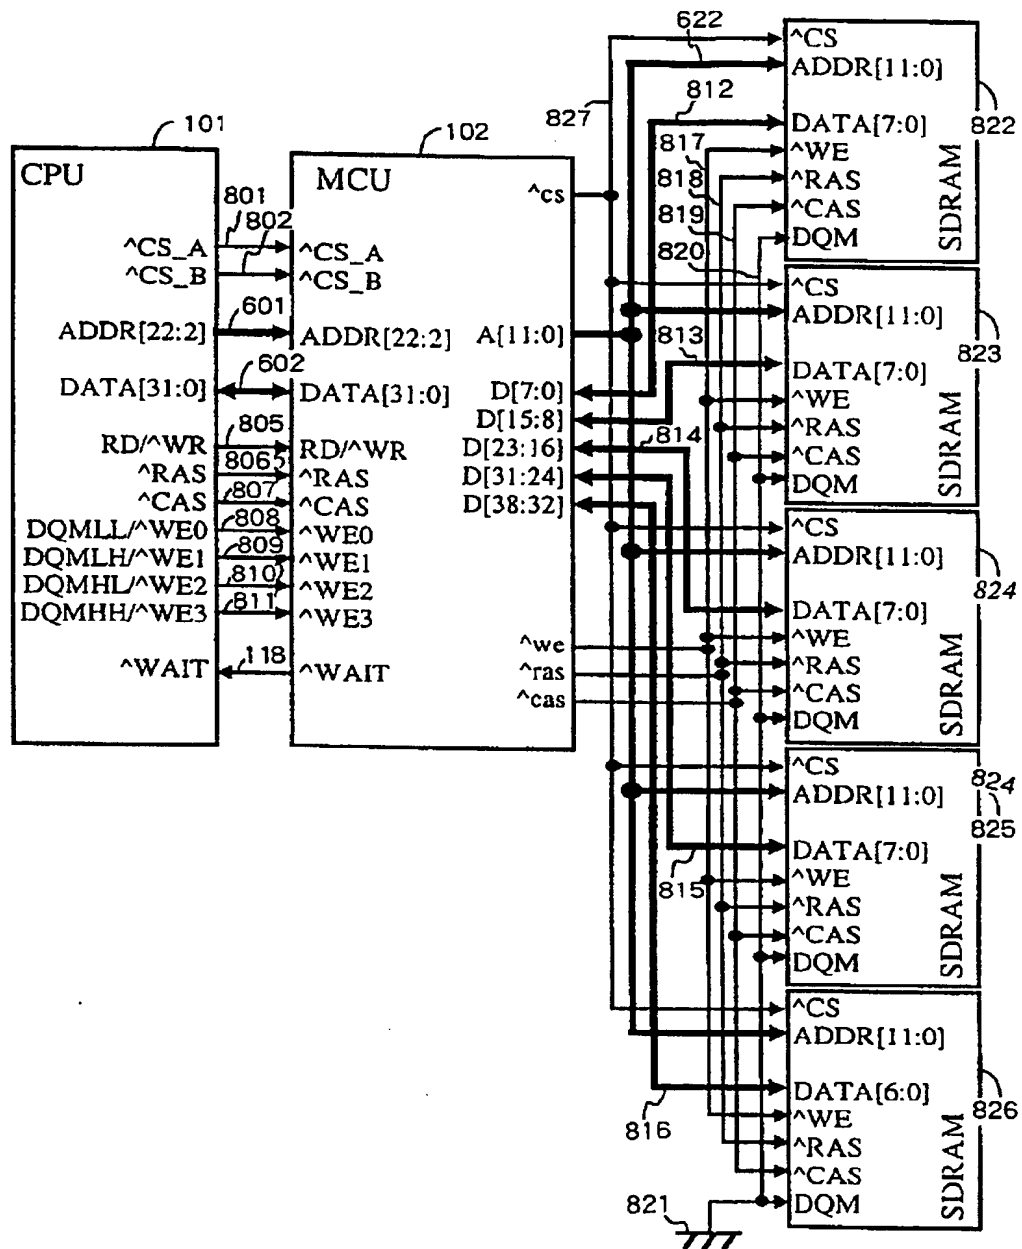 101
CPU
^CS_A
^CS_B
ADDR[22:2]
DATA[31:0]
RD/^WR
^RAS
^CAS
DQMLL/^WE0
DQMLH/^WE1
DQMHL/^WE2
DQMHH/^WE3
^WAIT
801
802
601
602
805
806
807
808
809
810
811
118
102
MCU
^CS_A
^CS_B
ADDR[22:2]
DATA[31:0]
RD/^WR
^RAS
^CAS
^WE0
^WE1
^WE2
^WE3
^WAIT
^cs
A[11:0]
D[7:0]
D[15:8]
D[23:16]
D[31:24]
D[38:32]
^we
^ras
^cas
622
827
812
817
818
819
820
813
814
815
816
821
^CS
ADDR[11:0]
DATA[7:0]
^WE
^RAS
^CAS
DQM
SDRAM
822
^CS
ADDR[11:0]
DATA[7:0]
^WE
^RAS
^CAS
DQM
SDRAM
823
^CS
ADDR[11:0]
DATA[7:0]
^WE
^RAS
^CAS
DQM
SDRAM
824
^CS
ADDR[11:0]
DATA[7:0]
^WE
^RAS
^CAS
DQM
SDRAM
824
825
^CS
ADDR[11:0]
DATA[6:0]
^WE
^RAS
^CAS
DQM
SDRAM
826